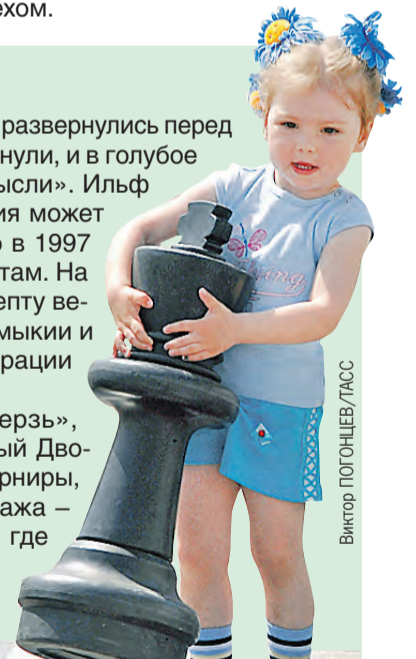 ехом.
развернулись перед
нули, и в голубое
ысли». Ильф
ия может
о в 1997
там. На
епту ве-
мыкии и
рации
ерзь»,
ый Дво-
рниры,
ажа –
где
Виктор ПОГОНЦЕВ/ТАСС